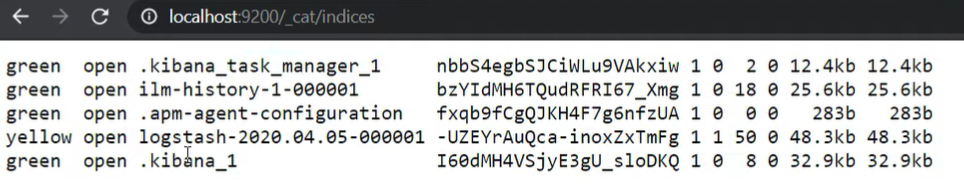 localhost:9200/_cat/indices
green open .kibana_task_manager_1 nbbS4egbSJCiWLu9VAkxiw 1 0 2 0 12.4kb 12.4kb
green open ilm-history-1-000001 bzYIdMH6TQudRFRI67_Xmg 1 0 18 0 25.6kb 25.6kb
green open .apm-agent-configuration fxqb9fCgQJKH4F7g6nfzUA 1 0 0 0 283b 283b
yellow open logstash-2020.04.05-000001 -UZEYrAuQca-inoxZxTmFg 1 1 50 0 48.3kb 48.3kb
green open .kibana_1 I60dMH4VSjyE3gU_sloDKQ 1 0 8 0 32.9kb 32.9kb